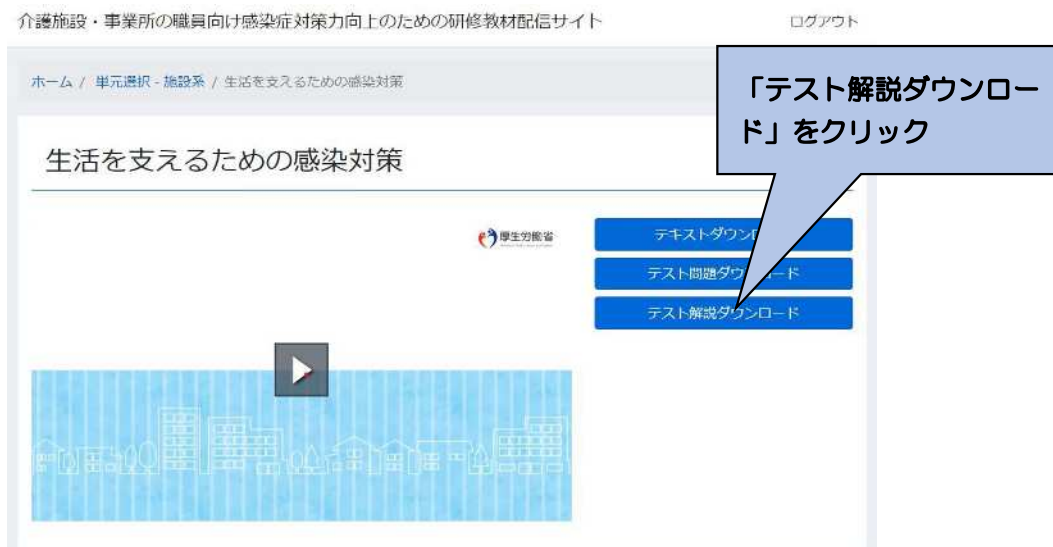 介護施設・事業所の職員向け感染症対策力向上のための研修教材配信サイト
ログアウト
ホーム / 単元選択 - 施設系 / 生活を支えるための感染対策
「テスト解説ダウンロー
ド」をクリック
生活を支えるための感染対策
厚生労働省
テキストダウン
テスト問題ダウ ード
テスト解説ダウンロード